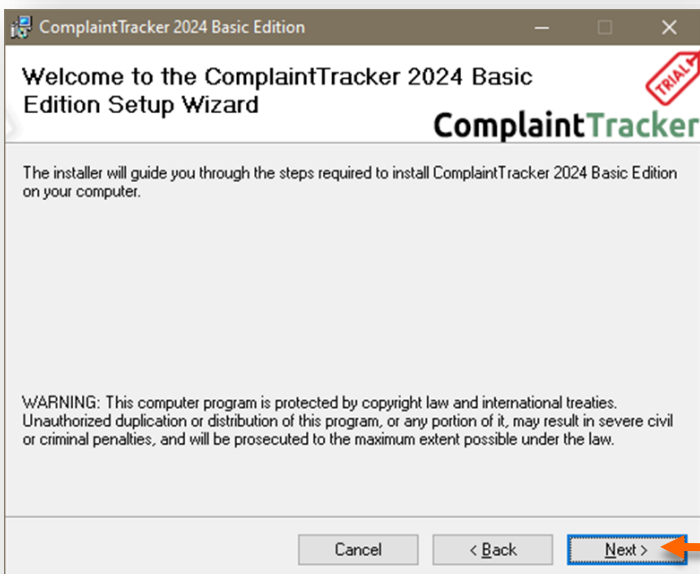 ComplaintTracker 2024 Basic Edition
Welcome to the ComplaintTracker 2024 Basic
Edition Setup Wizard
TRIAL
ComplaintTracker
The installer will guide you through the steps required to install ComplaintTracker 2024 Basic Edition
on your computer.
WARNING: This computer program is protected by copyright law and international treaties.
Unauthorized duplication or distribution of this program, or any portion of it, may result in severe civil
or criminal penalties, and will be prosecuted to the maximum extent possible under the law.
Cancel
< Back
Next >